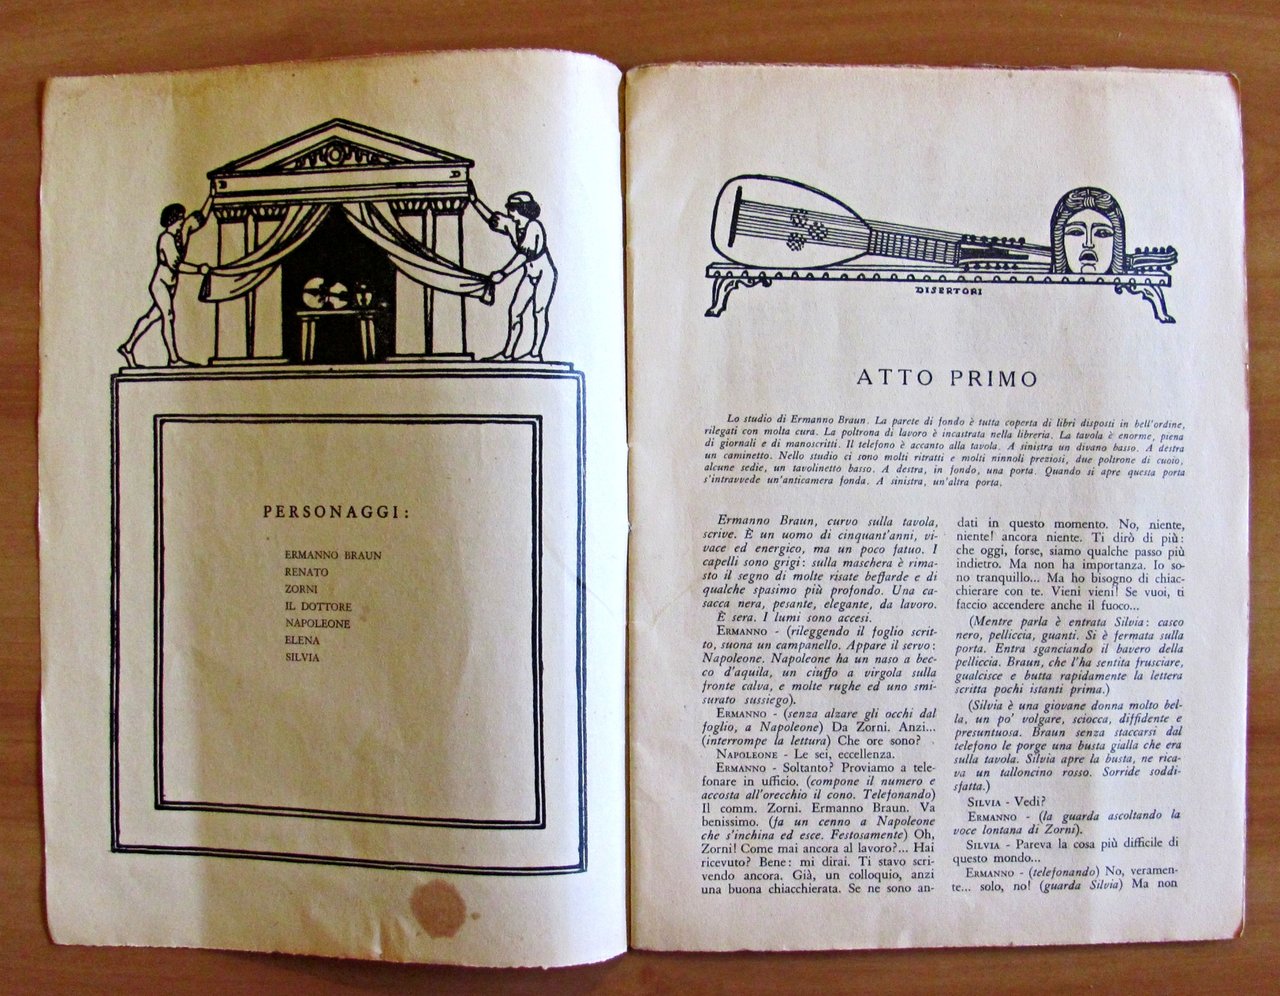 PERSONAGGI:
ERMANNO BRAUN
RENATO
ZORNI
IL DOTTORE
NAPOLEONE
ELENA
SILVIA
DISERTORI
ATTO PRIMO
Lo studio di Ermanno Braun. La parete di fondo è tutta coperta di libri disposti in bell'ordine,
rilegati con molta cura. La poltrona di lavoro è incastrata nella libreria. La tavola è enorme, piena
di giornali e di manoscritti. Il telefono è accanto alla tavola. A sinistra un divano basso. A destra
un caminetto. Nello studio ci sono molti ritratti e molti ninnoli preziosi, due poltrone di cuoio,
alcune sedie, un tavolinetto basso. A destra, in fondo, una porta. Quando si apre questa porta
s'intravvede un'anticamera fonda. A sinistra, un'altra porta.
Ermanno Braun, curvo sulla tavola,
scrive. È un uomo di cinquant'anni, vi-
vace ed energico, ma un poco fatuo. I
capelli sono grigi: sulla maschera è rima-
sto il segno di molte risate beffarde e di
qualche spasimo più profondo. Una ca-
sacca nera, pesante, elegante, da lavoro.
È sera. I lumi sono accesi.
ERMANNO - (rileggendo il foglio scrit-
to, suona un campanello. Appare il servo:
Napoleone. Napoleone ha un naso a bec-
co d'aquila, un ciuffo a virgola sulla
fronte calva, e molte rughe ed uno smi-
surato sussiego).
ERMANNO - (senza alzare gli occhi dal
foglio, a Napoleone) Da Zorni. Anzi...
(interrompe la lettura) Che ore sono?
NAPOLEONE - Le sei, eccellenza.
ERMANNO - Soltanto? Proviamo a tele-
fonare in ufficio. (compone il numero e
accosta all'orecchio il cono. Telefonando)
Il comm. Zorni. Ermanno Braun. Va
benissimo. (fa un cenno a Napoleone
che s'inchina ed esce. Festosamente) Oh,
Zorni! Come mai ancora al lavoro?... Hai
ricevuto? Bene: mi dirai. Ti stavo scri-
vendo ancora. Già, un colloquio, anzi
una buona chiacchierata. Se ne sono an-
dati in questo momento. No, niente,
niente! ancora niente. Ti dirò di più:
che oggi, forse, siamo qualche passo più
indietro. Ma non ha importanza. Io so-
no tranquillo... Ma ho bisogno di chiac-
chierare con te. Vieni vieni! Se vuoi, ti
faccio accendere anche il fuoco...
(Mentre parla è entrata Silvia: casco
nero, pelliccia, guanti. Si è fermata sulla
porta. Entra sganciando il bavero della
pelliccia. Braun, che l'ha sentita frusciare,
gualcisce e butta rapidamente la lettera
scritta pochi istanti prima.)
(Silvia è una giovane donna molto bel-
la, un po' volgare, sciocca, diffidente e
presuntuosa. Braun senza staccarsi dal
telefono le porge una busta gialla che era
sulla tavola. Silvia apre la busta, ne rica-
va un talloncino rosso. Sorride soddi-
sfatta.)
SILVIA - Vedi?
ERMANNO - (la guarda ascoltando la
voce lontana di Zorni).
SILVIA - Pareva la cosa più difficile di
questo mondo...
ERMANNO - (telefonando) No, veramen-
te... solo, no! (guarda Silvia) Ma non